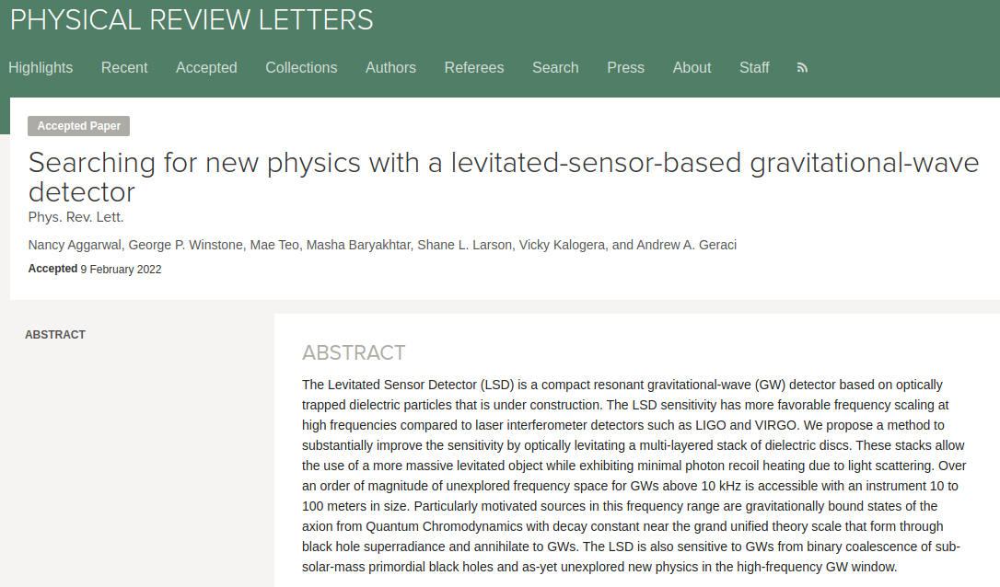 PHYSICAL REVIEW LETTERS
Highlights Recent Accepted Collections Authors Referees Search Press About Staff
Accepted Paper
Searching for new physics with a levitated-sensor-based gravitational-wave
detector
Phys. Rev. Lett.
Nancy Aggarwal, George P. Winstone, Mae Teo, Masha Baryakhtar, Shane L. Larson, Vicky Kalogera, and Andrew A. Geraci
Accepted 9 February 2022
ABSTRACT
ABSTRACT
The Levitated Sensor Detector (LSD) is a compact resonant gravitational-wave (GW) detector based on optically
trapped dielectric particles that is under construction. The LSD sensitivity has more favorable frequency scaling at
high frequencies compared to laser interferometer detectors such as LIGO and VIRGO. We propose a method to
substantially improve the sensitivity by optically levitating a multi-layered stack of dielectric discs. These stacks allow
the use of a more massive levitated object while exhibiting minimal photon recoil heating due to light scattering. Over
an order of magnitude of unexplored frequency space for GWs above 10 kHz is accessible with an instrument 10 to
100 meters in size. Particularly motivated sources in this frequency range are gravitationally bound states of the
axion from Quantum Chromodynamics with decay constant near the grand unified theory scale that form through
black hole superradiance and annihilate to GWs. The LSD is also sensitive to GWs from binary coalescence of sub-
solar-mass primordial black holes and as-yet unexplored new physics in the high-frequency GW window.